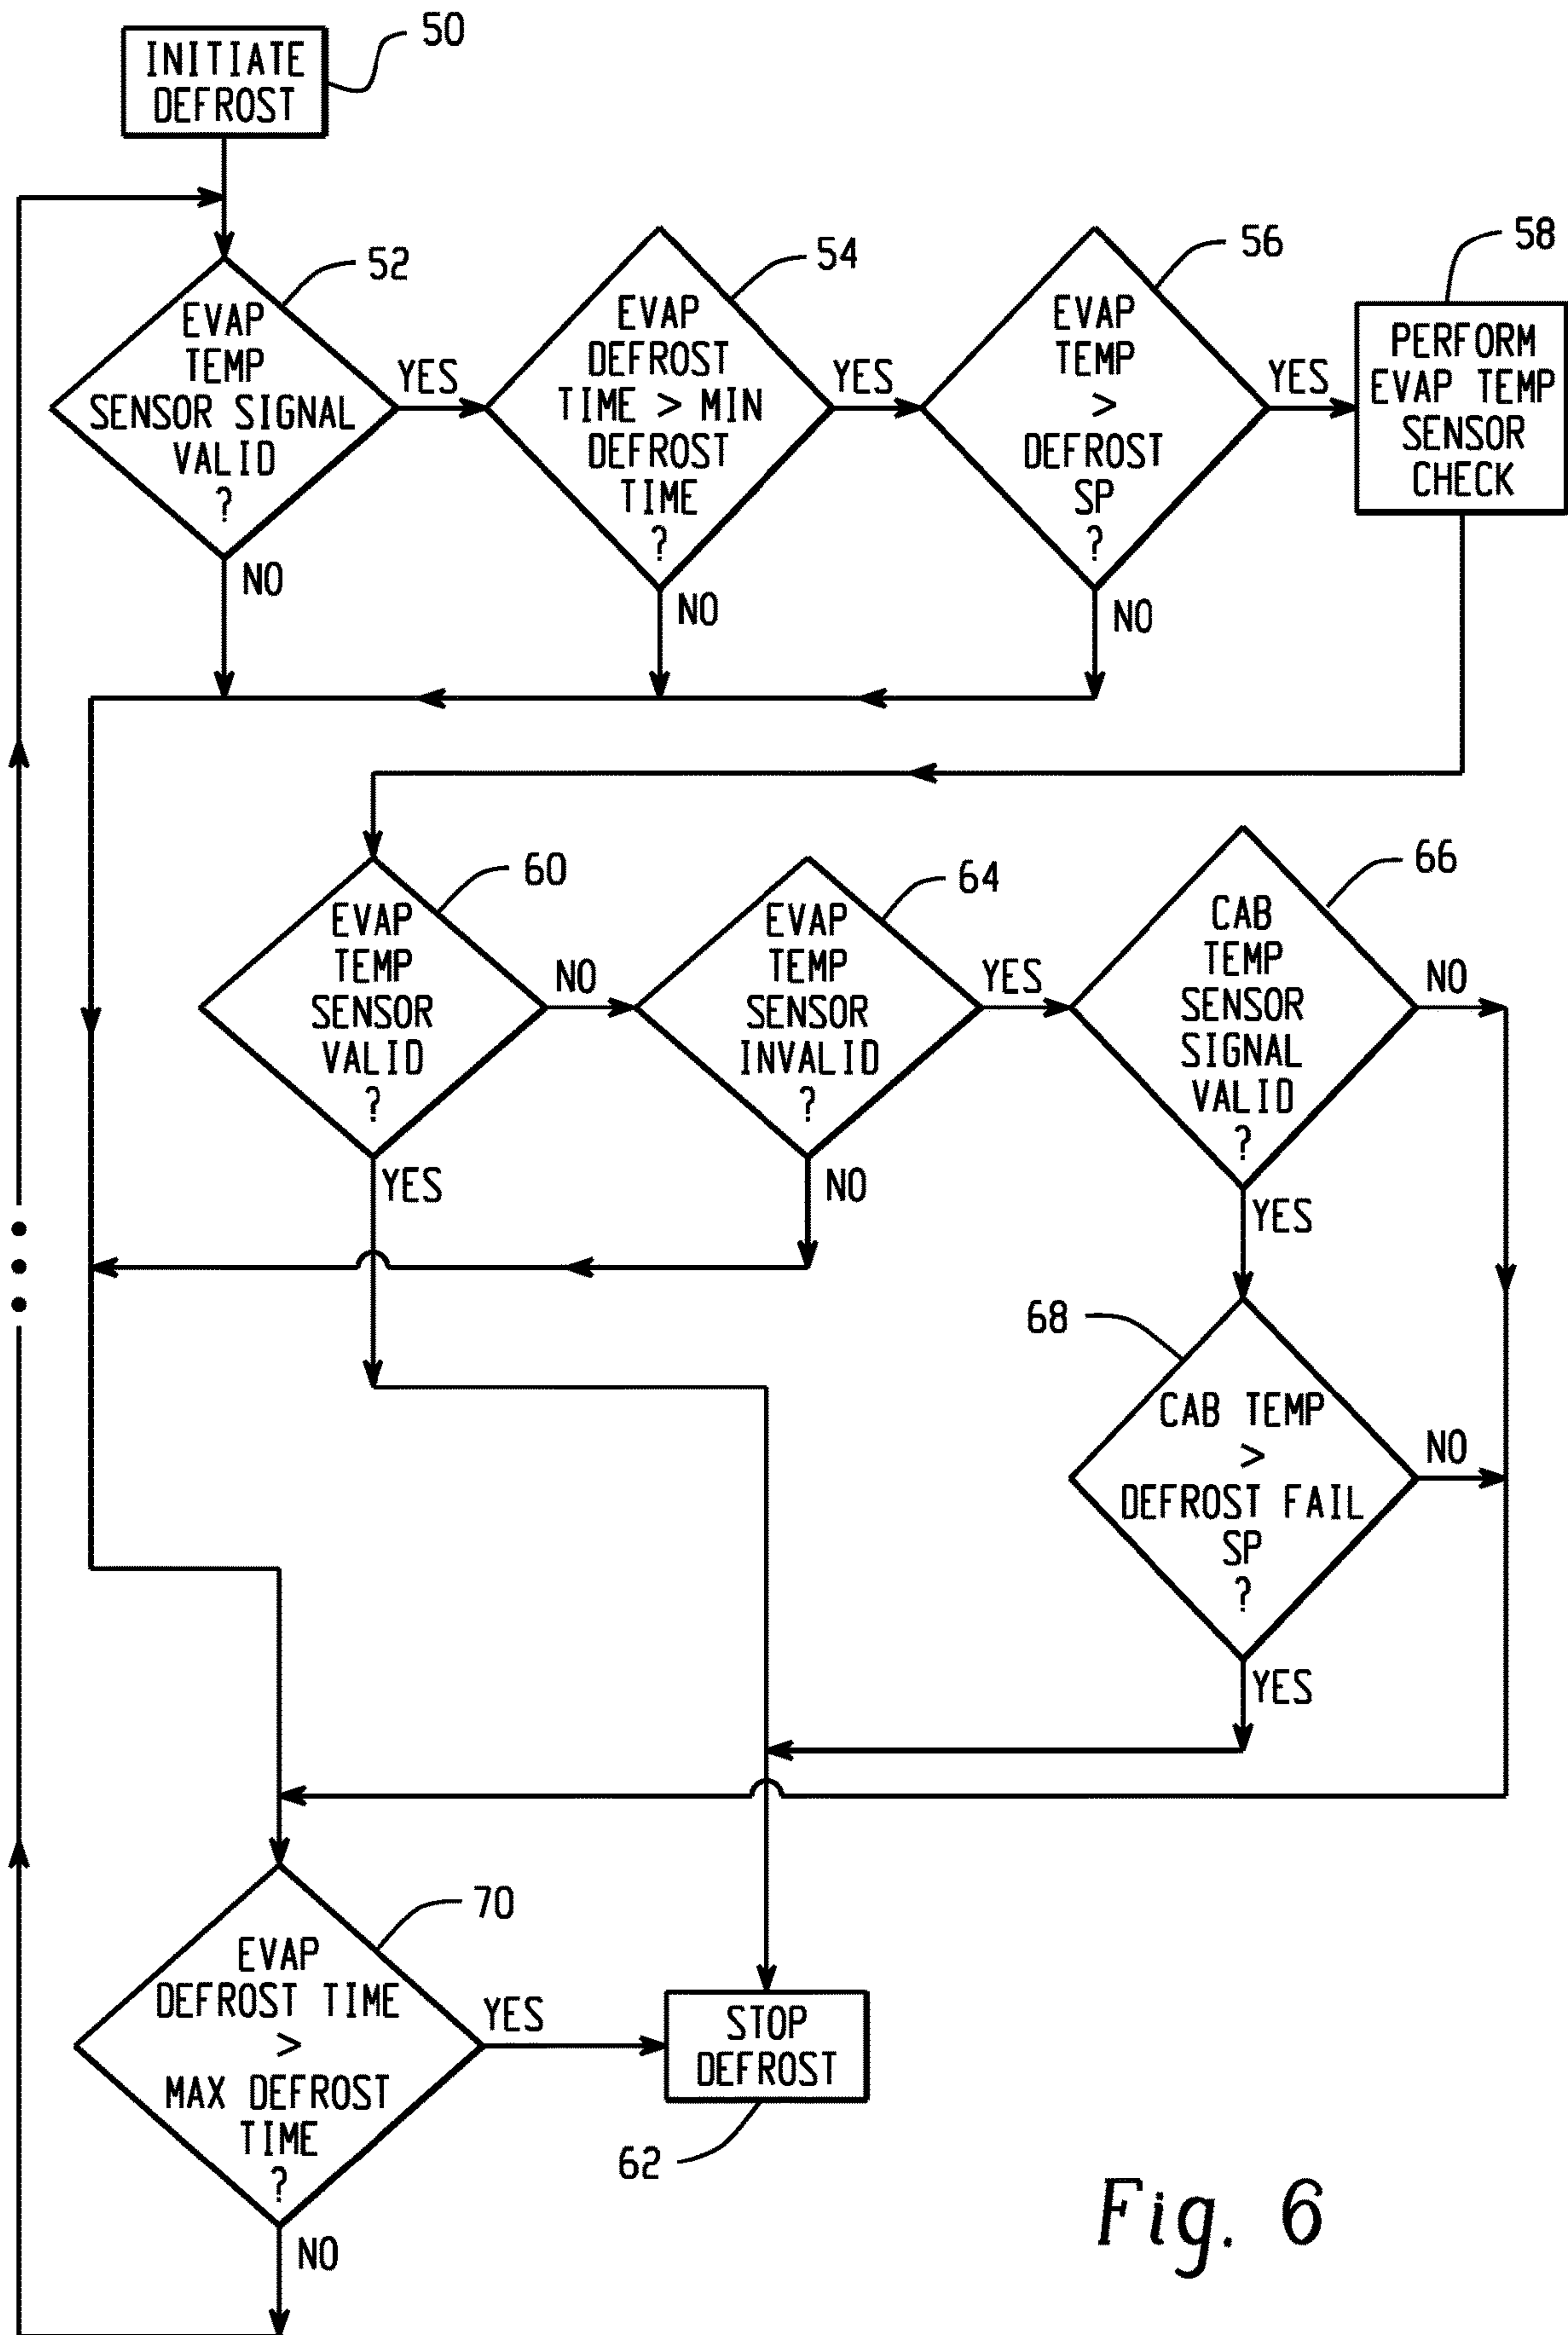 50
INITIATE
DEFROST
52
EVAP
TEMP
SENSOR SIGNAL
VALID
?
YES
NO
54
EVAP
DEFROST
TIME > MIN
DEFROST
TIME
?
YES
NO
56
EVAP
TEMP
>
DEFROST
SP
?
YES
NO
58
PERFORM
EVAP TEMP
SENSOR
CHECK
60
EVAP
TEMP
SENSOR
VALID
?
NO
YES
64
EVAP
TEMP
SENSOR
INVALID
?
YES
NO
66
CAB
TEMP
SENSOR
SIGNAL
VALID
?
NO
YES
68
CAB TEMP
>
DEFROST FAIL
SP
?
NO
YES
70
EVAP
DEFROST TIME
>
MAX DEFROST
TIME
?
YES
NO
STOP
DEFROST
62
Fig. 6